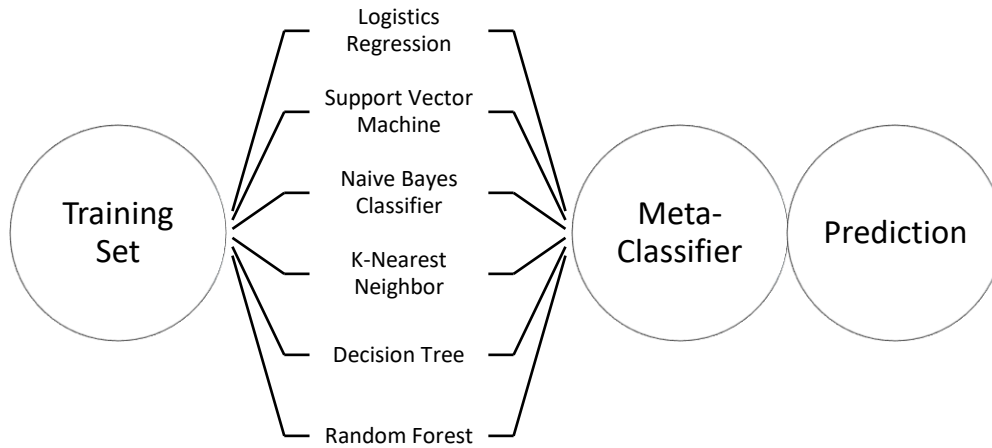 Training
Set
Logistics
Regression
Support Vector
Machine
Naive Bayes
Classifier
K-Nearest
Neighbor
Decision Tree
Random Forest
Meta-
Classifier
Prediction